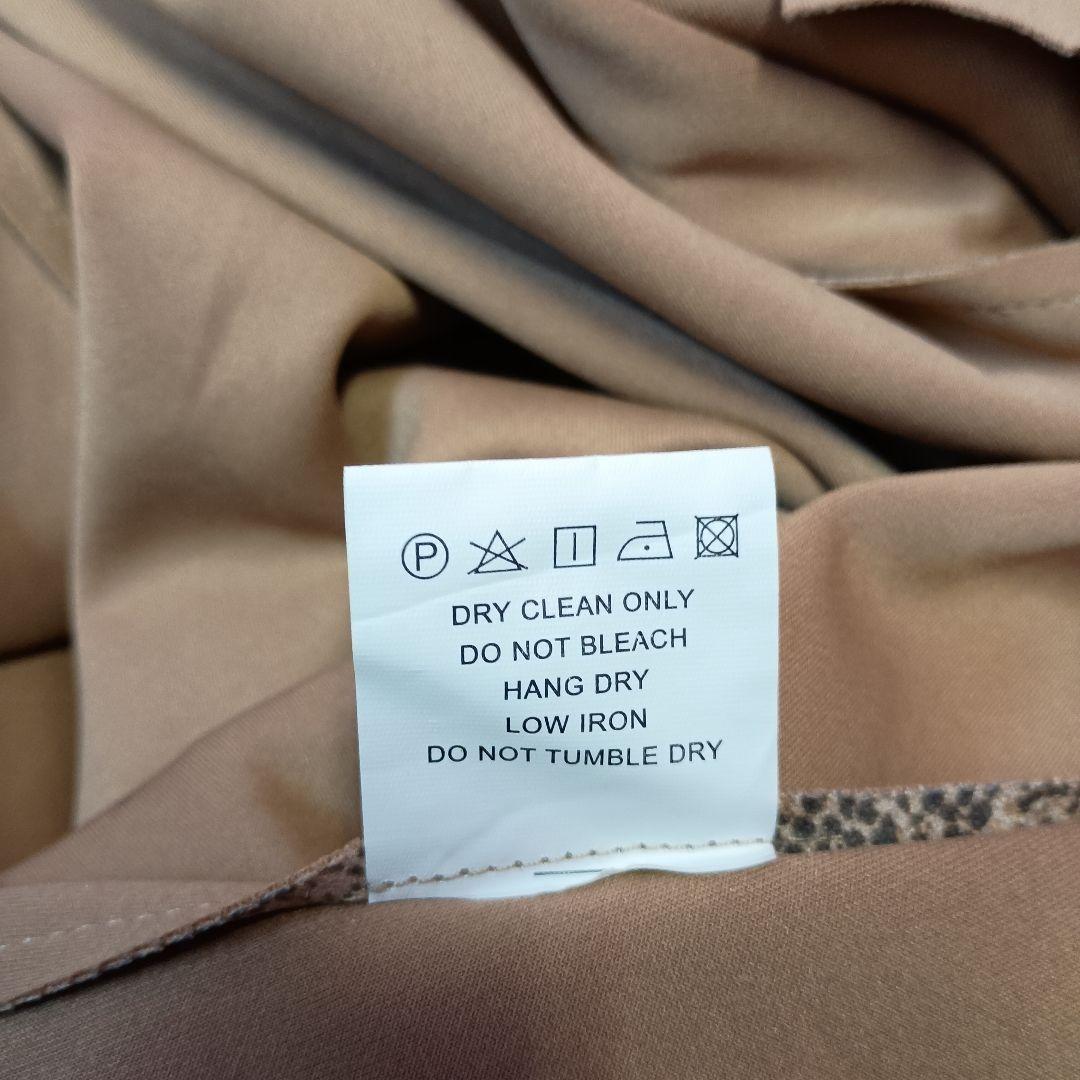 P
DRY CLEAN ONLY
DO NOT BLEACH
HANG DRY
LOW IRON
DO NOT TUMBLE DRY